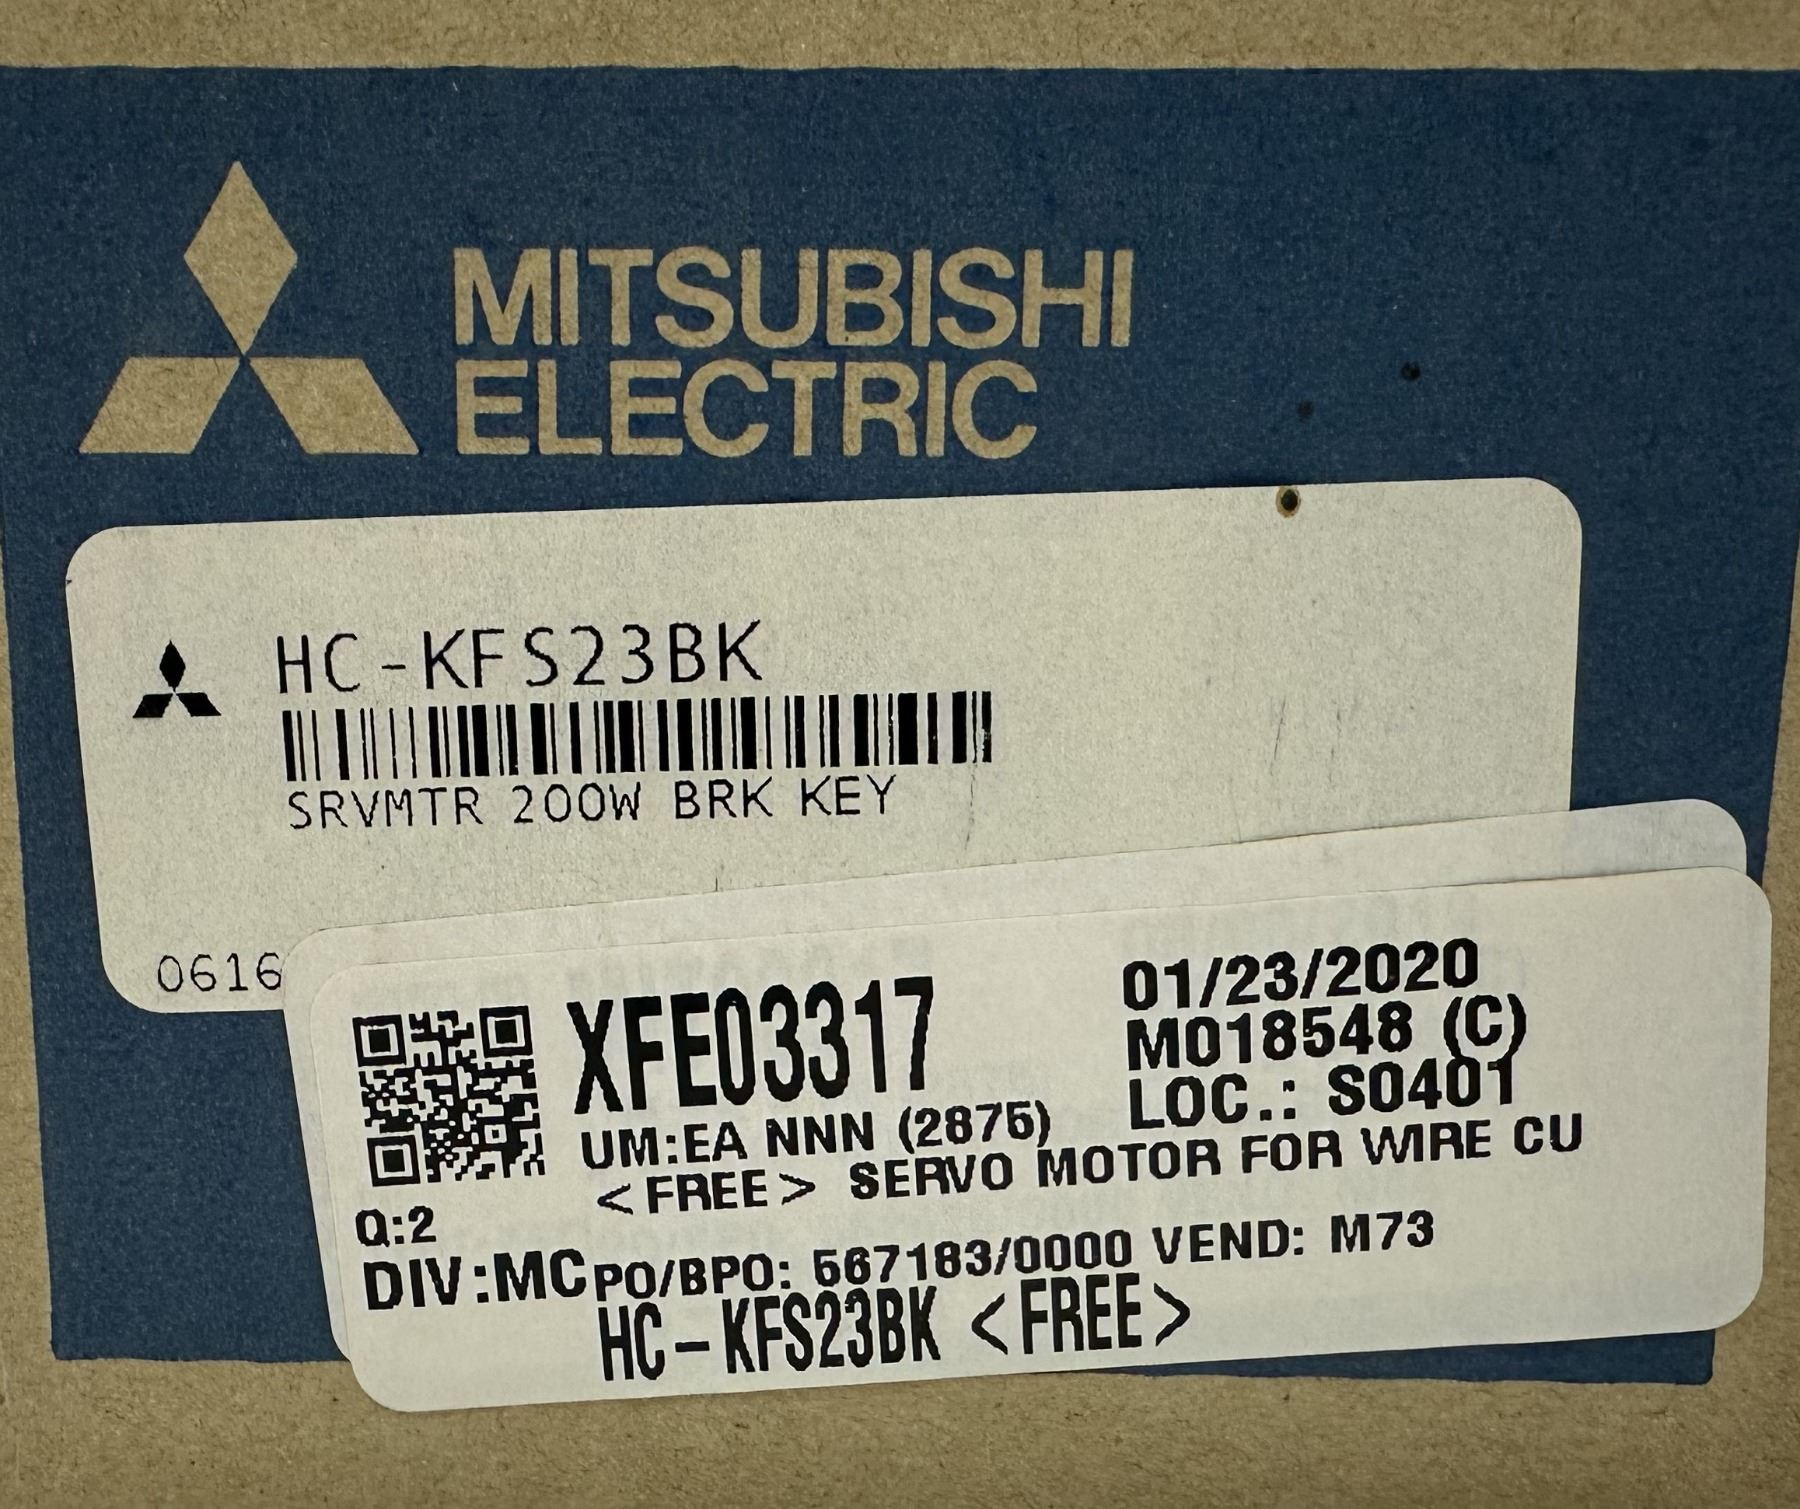 MITSUBISHI
ELECTRIC
HC-KFS23BK
SRVMTR 200W BRK KEY
0616
XFE03317
01/23/2020
M018548 (C)
LOC.: S0401
UM:EA NNN (2875)
<FREE> SERVO MOTOR FOR WIRE CU
Q:2
DIV:MC PO/BPO: 567183/0000 VEND: M73
HC-KFS23BK <FREE>